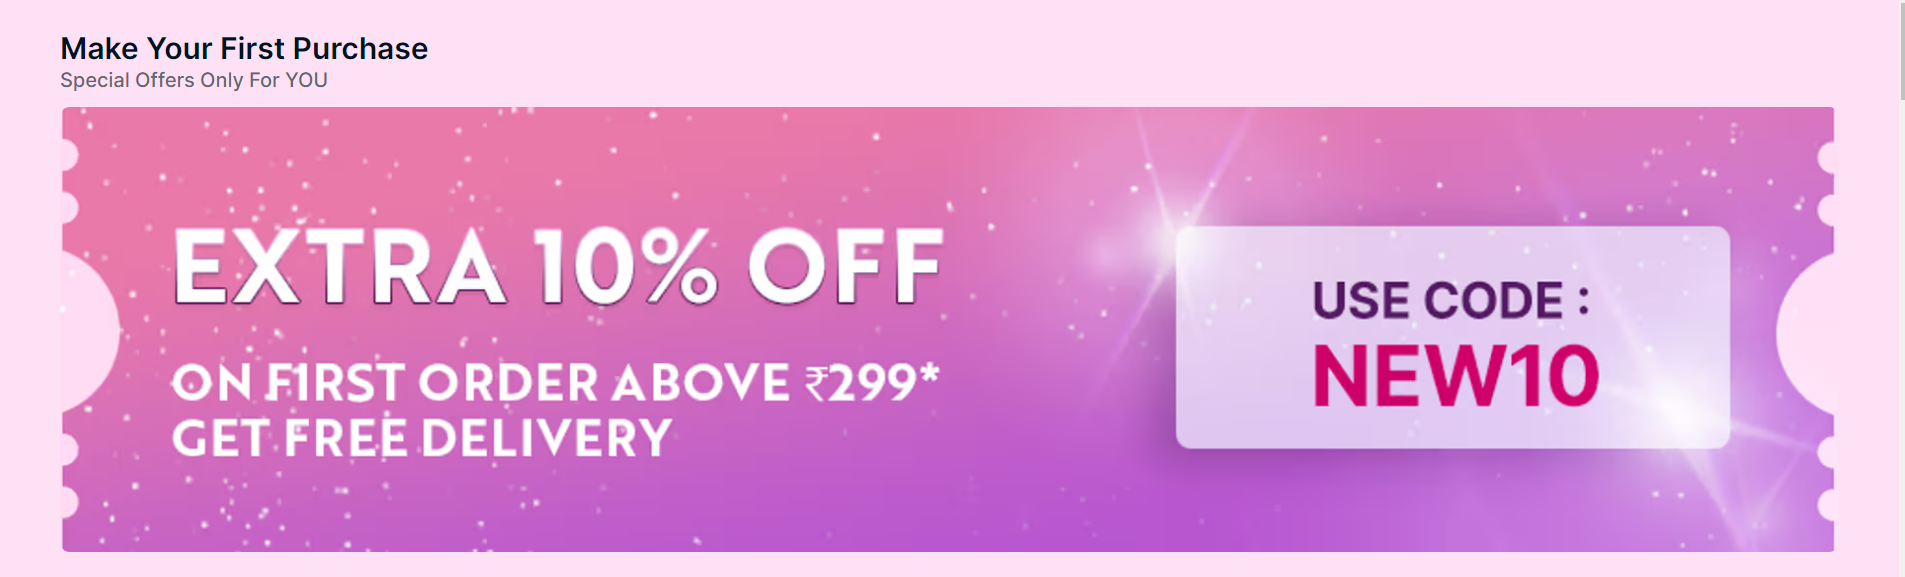 Make Your First Purchase
Special Offers Only For YOU
EXTRA 10% OFF
ON FIRST ORDER ABOVE ₹299*
GET FREE DELIVERY
USE CODE :
NEW10